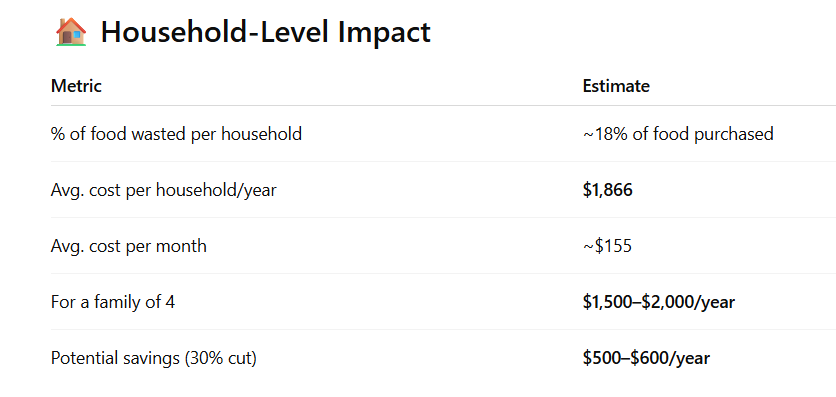 🏠 Household-Level Impact
Metric Estimate
% of food wasted per household ~18% of food purchased
Avg. cost per household/year $1,866
Avg. cost per month ~$155
For a family of 4 $1,500–$2,000/year
Potential savings (30% cut) $500–$600/year